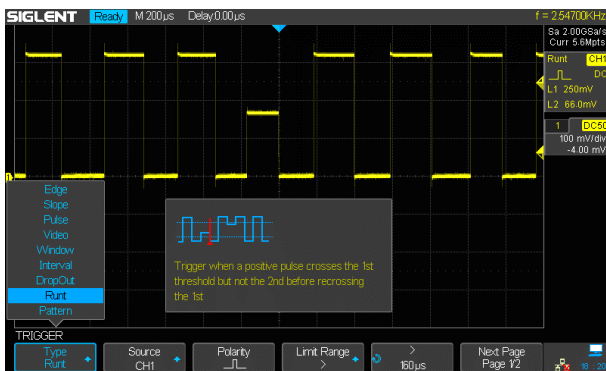 SIGLENT Ready M 200µs Delay:0.00µs f = 2.54700KHz
Sa 2.00GSa/s
Curr 5.6Mpts
Runt CH1
DC
L1 250mV
L2 66.0mV
1 DC50
100 mV/div
-4.00 mV
1
Edge
Slope
Pulse
Video
Window
Interval
DropOut
Runt
Pattern
Trigger when a positive pulse crosses the 1st
threshold but not the 2nd before recrossing
the 1st
TRIGGER
Type
Runt
Source
CH1
Polarity
Limit Range
>
>
160µs
Next Page
Page 1/2
18 : 20